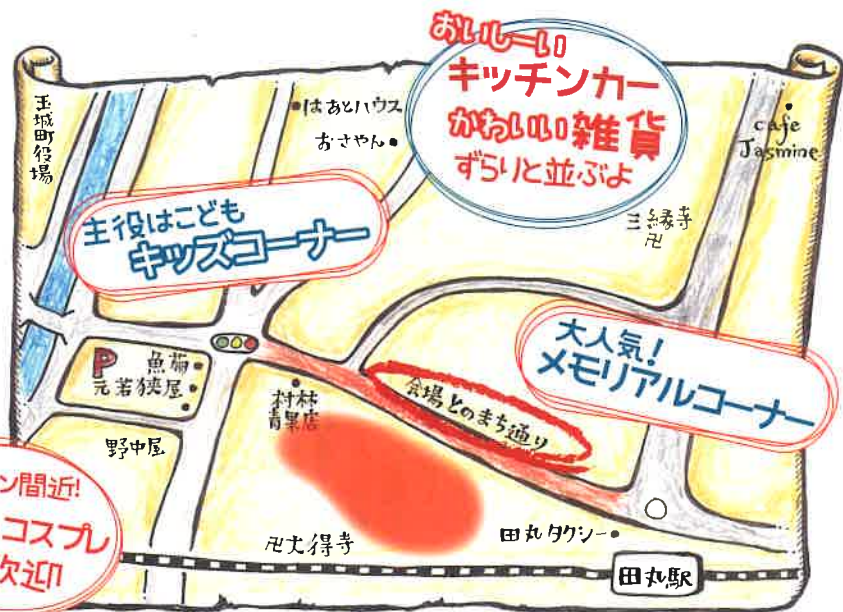 おいしーい
キッチンカー
かわいい雑貨
ずらりと並ぶよ
玉城町役場
はあとハウス
おさやん
cafe
Jasmine
主役はこども
キッズコーナー
三縁寺
卍
大人気!
メモリアルコーナー
P
魚菊
元若狭屋
村林
青果店
会場とのまち通り
野中屋
ン間近!
コスプレ
欠迎
卍大得寺
田丸タクシー
田丸駅